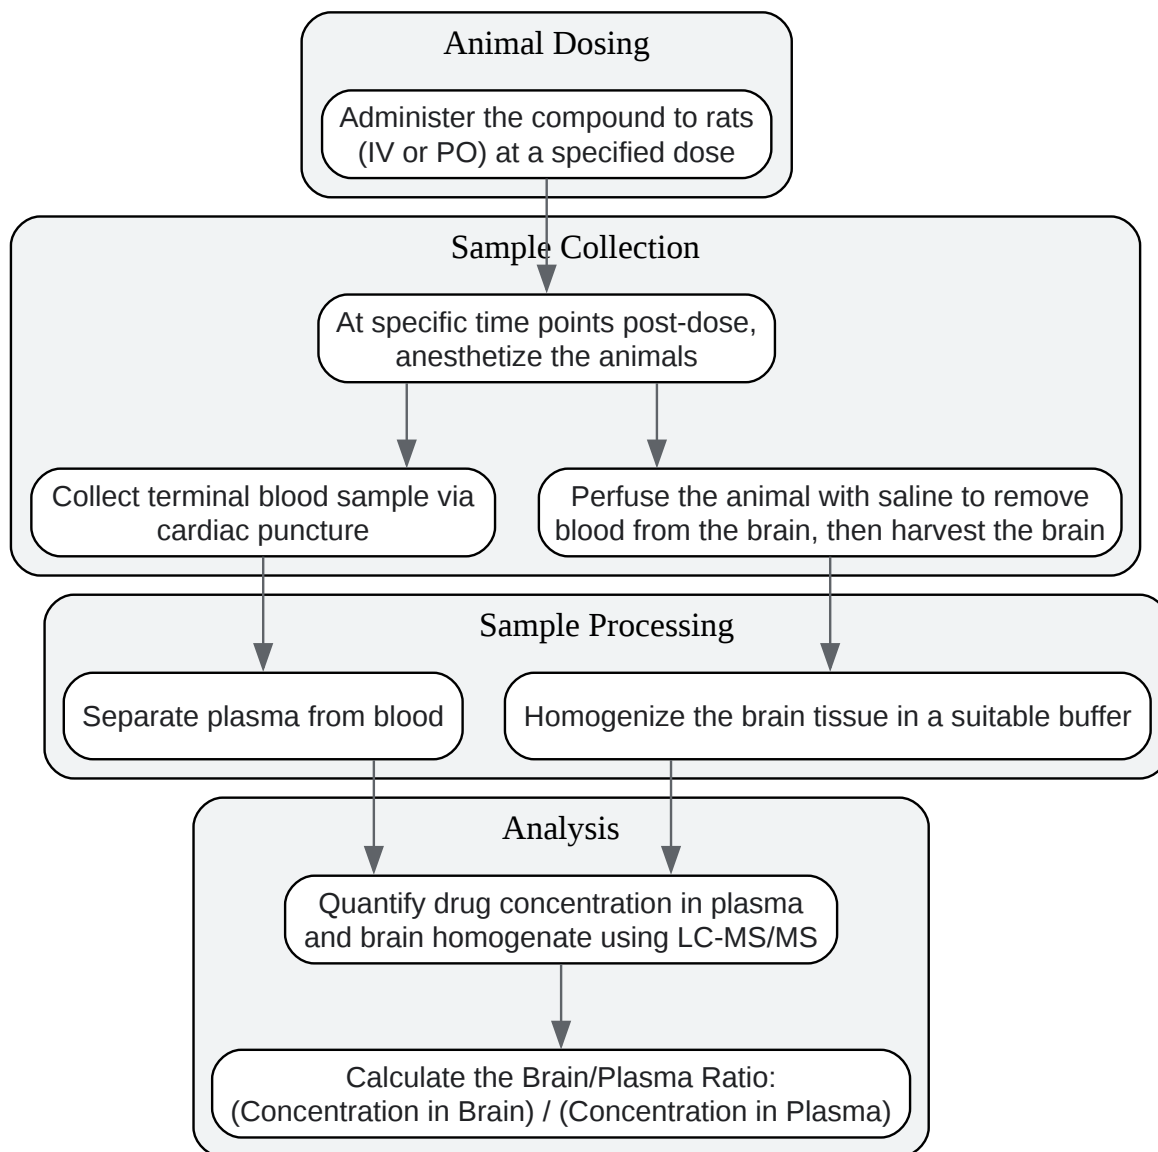 Animal Dosing
Administer the compound to rats
(IV or PO) at a specified dose
Sample Collection
At specific time points post-dose,
anesthetize the animals
Collect terminal blood sample via
cardiac puncture
Perfuse the animal with saline to remove
blood from the brain, then harvest the brain
Sample Processing
Separate plasma from blood
Homogenize the brain tissue in a suitable buffer
Analysis
Quantify drug concentration in plasma
and brain homogenate using LC-MS/MS
Calculate the Brain/Plasma Ratio:
(Concentration in Brain) / (Concentration in Plasma)